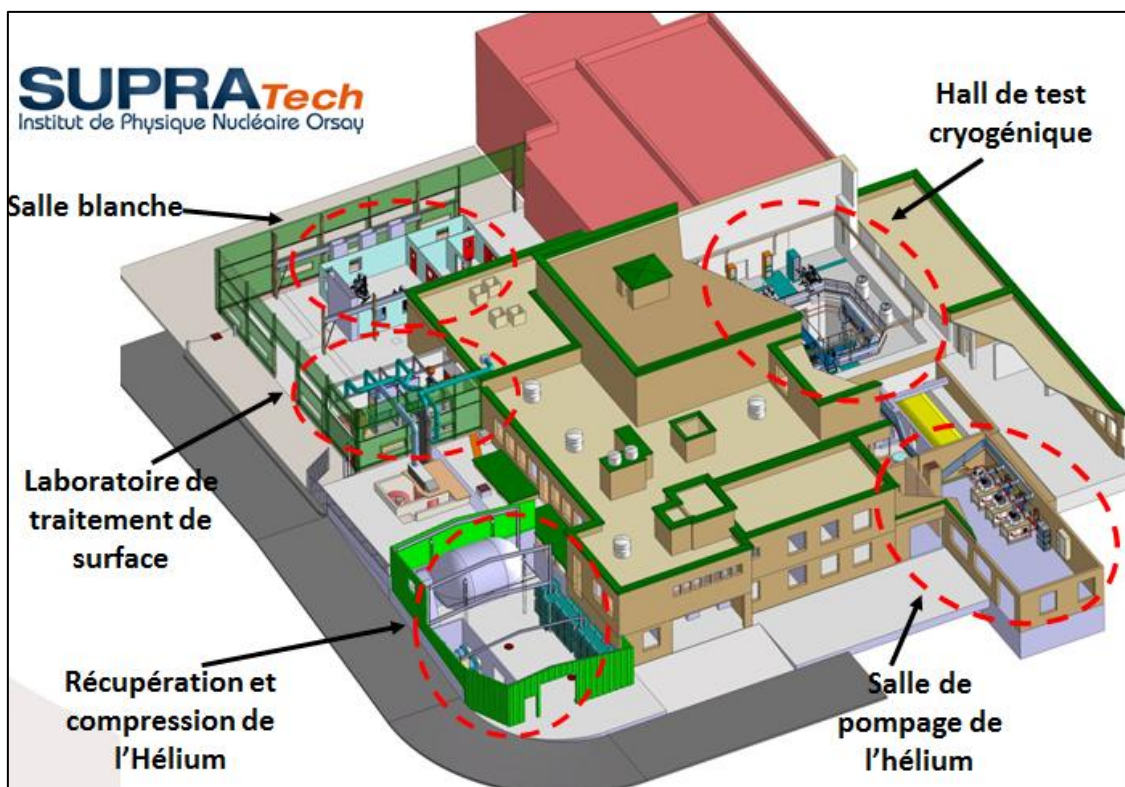 SUPRATech
Institut de Physique Nucléaire Orsay
Hall de test
cryogénique
Salle blanche
Laboratoire de
traitement de
surface
Récupération et
compression de
l’Hélium
Salle de
pompage de
l’hélium